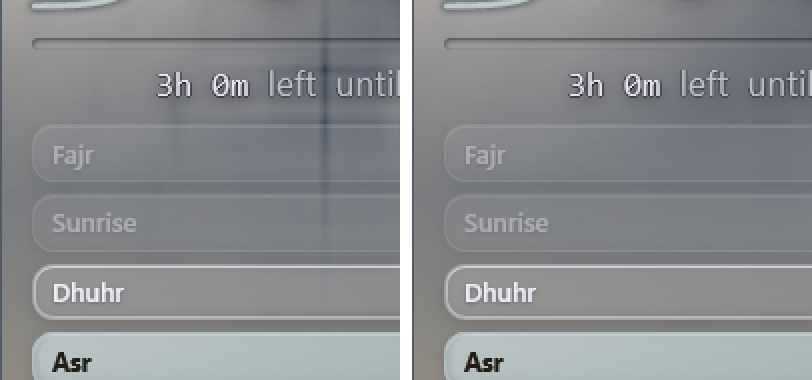 3h 0m left until
Fajr
Sunrise
Dhuhr
Asr
3h 0m left until
Fajr
Sunrise
Dhuhr
Asr